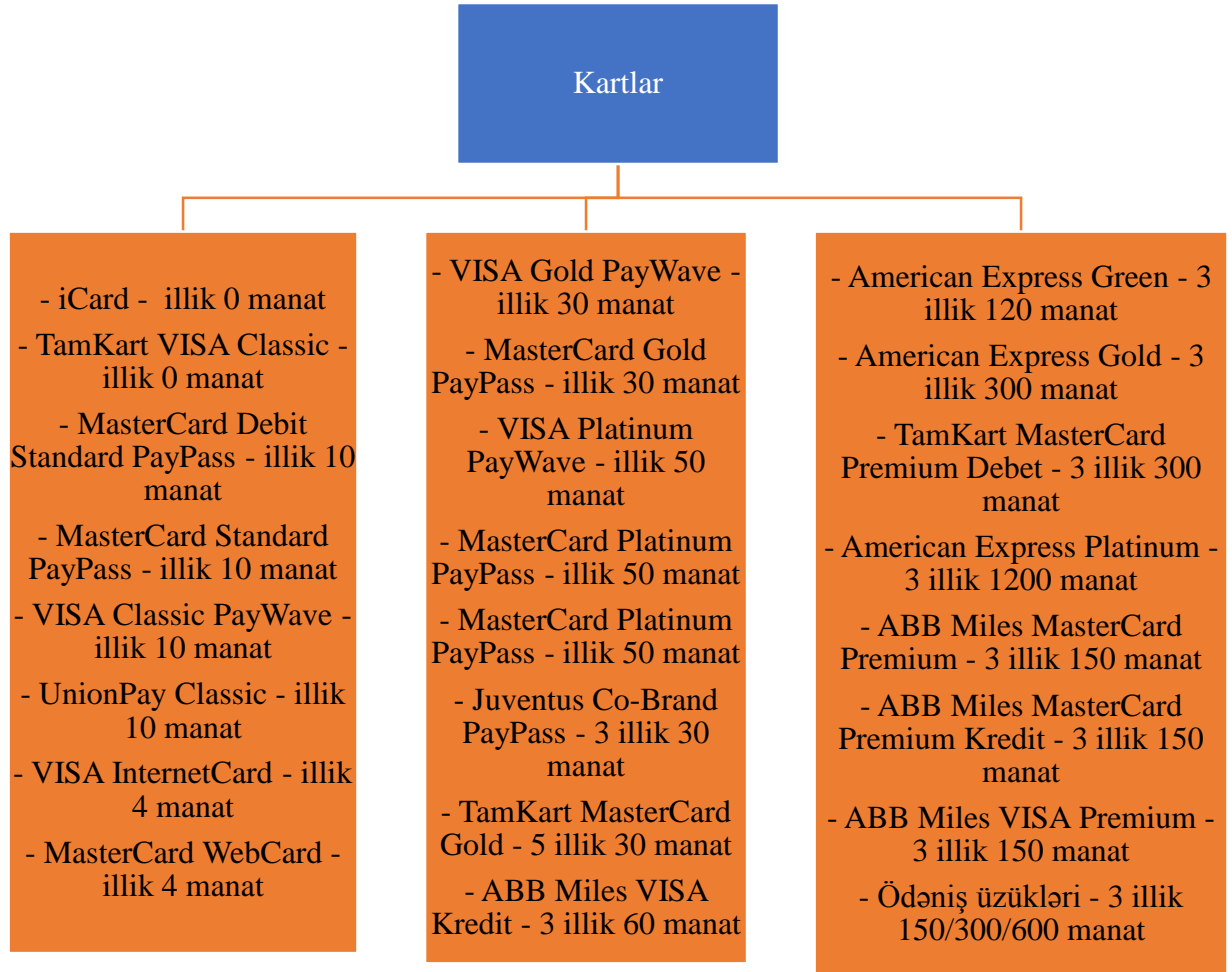 Kartlar
- iCard -  illik 0 manat
- TamKart VISA Classic -
illik 0 manat
- MasterCard Debit
Standard PayPass - illik 10
manat
- MasterCard Standard
PayPass - illik 10 manat
- VISA Classic PayWave -
illik 10 manat
- UnionPay Classic - illik
10 manat
- VISA InternetCard - illik
4 manat
- MasterCard WebCard -
illik 4 manat
- VISA Gold PayWave -
illik 30 manat
- MasterCard Gold
PayPass - illik 30 manat
- VISA Platinum
PayWave - illik 50
manat
- MasterCard Platinum
PayPass - illik 50 manat
- MasterCard Platinum
PayPass - illik 50 manat
- Juventus Co-Brand
PayPass - 3 illik 30
manat
- TamKart MasterCard
Gold - 5 illik 30 manat
- ABB Miles VISA
Kredit - 3 illik 60 manat
- American Express Green - 3
illik 120 manat
- American Express Gold - 3
illik 300 manat
- TamKart MasterCard
Premium Debet - 3 illik 300
manat
- American Express Platinum -
3 illik 1200 manat
- ABB Miles MasterCard
Premium - 3 illik 150 manat
- ABB Miles MasterCard
Premium Kredit - 3 illik 150
manat
- ABB Miles VISA Premium -
3 illik 150 manat
- Ödəniş üzükləri - 3 illik
150/300/600 manat